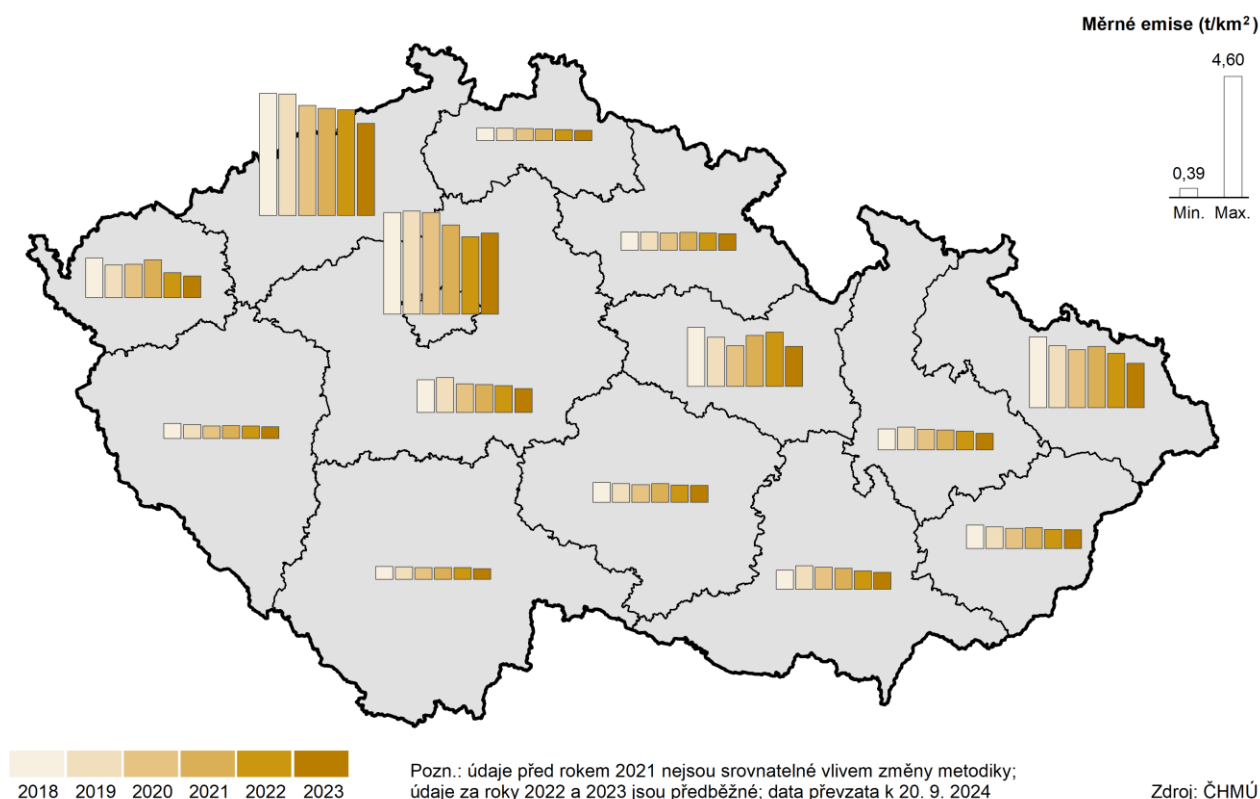 Měrné emise (t/km²)
4,60
0,39
Min. Max.
2018 2019 2020 2021 2022 2023
Pozn.: údaje před rokem 2021 nejsou srovnatelné vlivem změny metodiky;
údaje za roky 2022 a 2023 jsou předběžné; data převzata k 20. 9. 2024
Zdroj: ČHMÚ